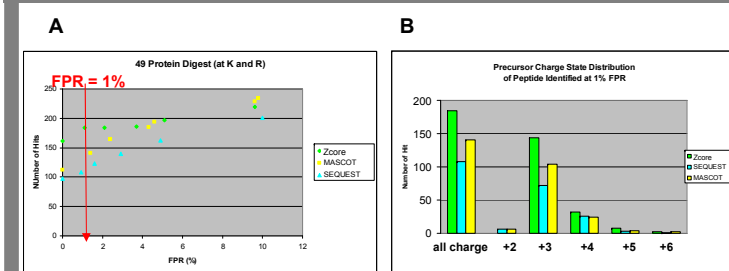 A
49 Protein Digest (at K and R)
FPR = 1%
250
200
150
100
50
0
0 2 4 6 8 10 12
NUmber of Hits
FPR (%)
Zcore
MASCOT
SEQUEST
B
Precursor Charge State Distribution
of Peptide Identified at 1% FPR
200
150
100
50
0
Number of Hit
all charge +2 +3 +4 +5 +6
Zcore
SEQUEST
MASCOT